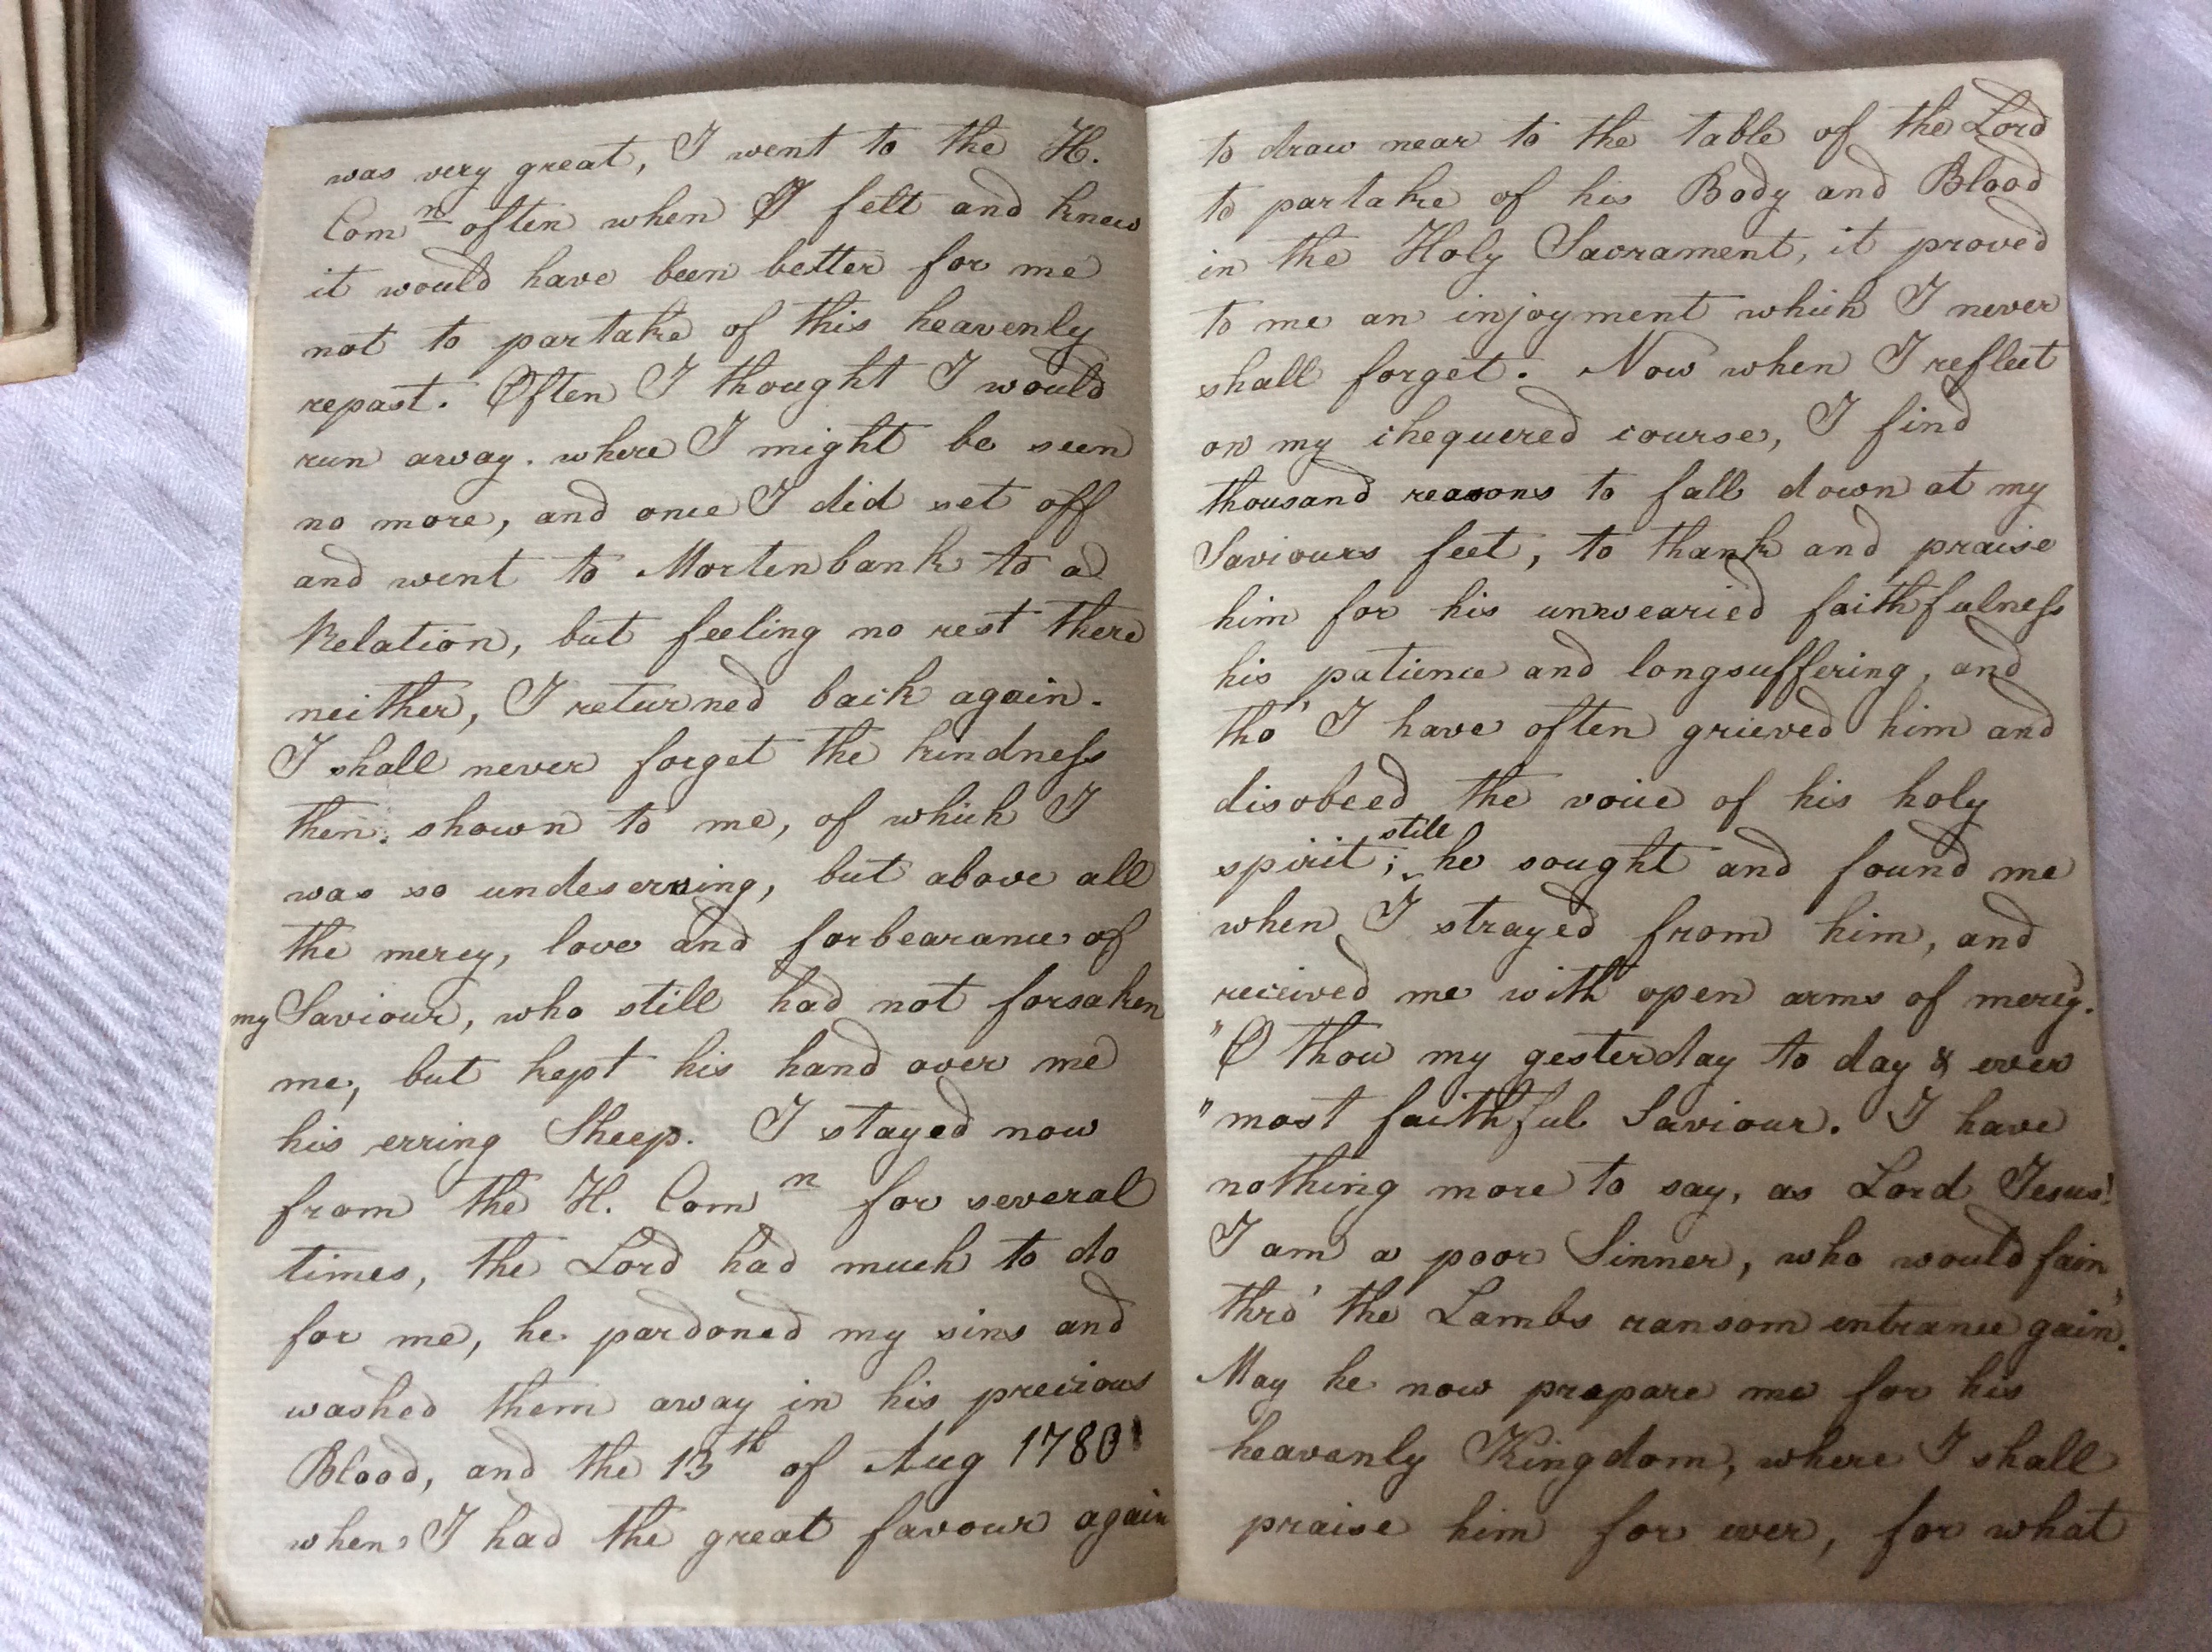 was very great, I went to the H.
Comn often when I felt and knew
it would have been better for me
not to partake of this heavenly
repast. Often I thought I would
run away. where I might be seen
no more, and once I did set off
and went to Mortenbank to a
Relation, but feeling no rest there
neither, I returned back again.
I shall never forget the kindneſs
then shown to me, of which I
was so undeserving, but above all
the mercy, love and forbearance of
my Saviour, who still had not forsaken
me, but kept his hand over me
his erring Sheep. I stayed now
from the H. Comn for several
times, the Lord had much to do
for me, he pardoned my sins and
washed them away in his precious
Blood, and the 13th of Aug 1780
when I had the great favour again
to draw near to the table of the Lord
to partake of his Body and Blood
in the Holy Sacrament, it proved
to me an injoyment which I never
shall forget. Now when I reflect
on my chequered course, I find
thousand reasons to fall down at my
Saviours feet, to thank and praise
him for his unwearied faithfulneſs
his patience and longsuffering, and
tho' I have often grieved him and
disobeed the voice of his holy
spirit; still he sought and found me
when I strayed from him, and
received me with open arms of mercy.
"O thou my yesterday to day & ever
"most faithful Saviour. I have
nothing more to say, as Lord Jesus!
I am a poor Sinner, who would fain
thro' the Lambs ransom entrance gain".
May he now prepare me for his
heavenly Kingdom, where I shall
praise him for ever, for what